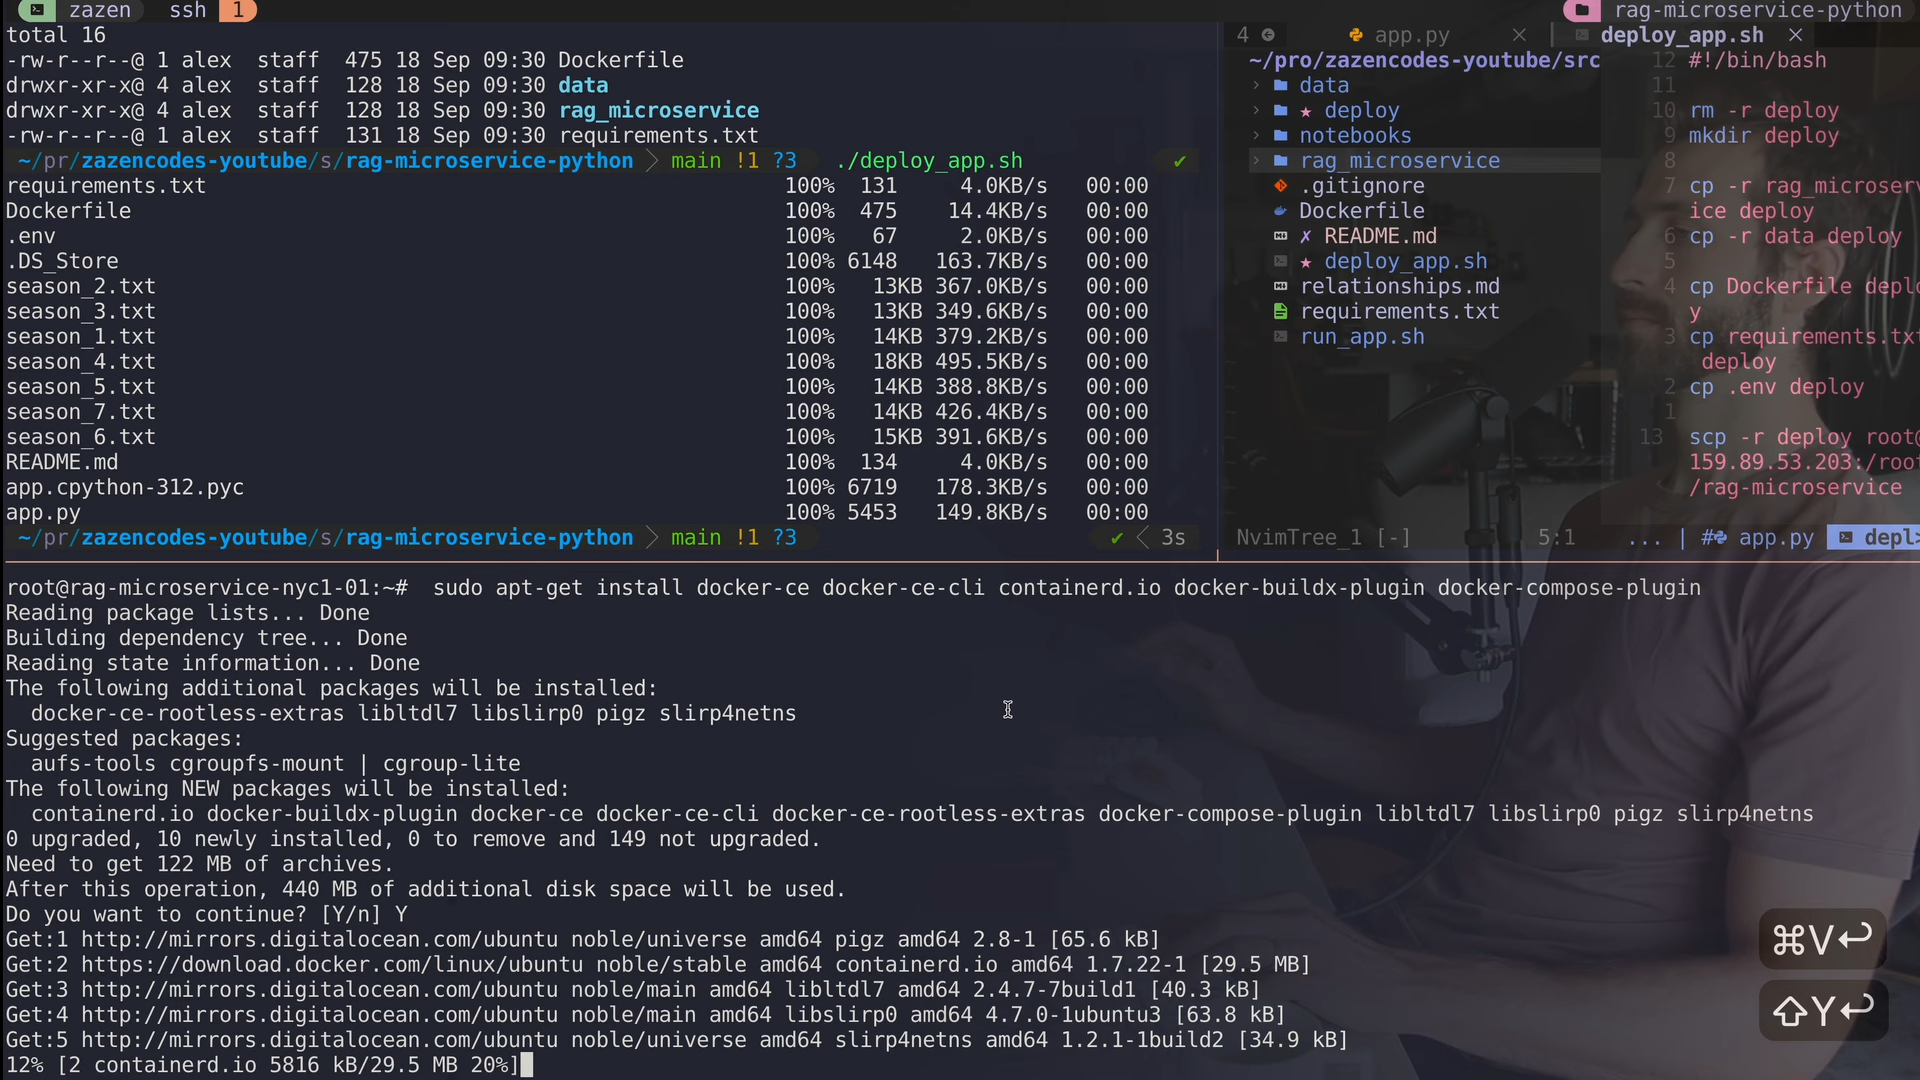 zazen ssh 1 rag-microservice-python
total 16
-rw-r--r--@ 1 alex staff 475 18 Sep 09:30 Dockerfile
drwxr-xr-x@ 4 alex staff 128 18 Sep 09:30 data
drwxr-xr-x@ 4 alex staff 128 18 Sep 09:30 rag_microservice
-rw-r--r--@ 1 alex staff 131 18 Sep 09:30 requirements.txt
~/pr/zazencodes-youtube/s/rag-microservice-python main !1 ?3 ./deploy_app.sh ✔
requirements.txt 100% 131 4.0KB/s 00:00
Dockerfile 100% 475 14.4KB/s 00:00
.env 100% 67 2.0KB/s 00:00
.DS_Store 100% 6148 163.7KB/s 00:00
season_2.txt 100% 13KB 367.0KB/s 00:00
season_3.txt 100% 13KB 349.6KB/s 00:00
season_1.txt 100% 14KB 379.2KB/s 00:00
season_4.txt 100% 18KB 495.5KB/s 00:00
season_5.txt 100% 14KB 388.8KB/s 00:00
season_7.txt 100% 14KB 426.4KB/s 00:00
season_6.txt 100% 15KB 391.6KB/s 00:00
README.md 100% 134 4.0KB/s 00:00
app.cpython-312.pyc 100% 6719 178.3KB/s 00:00
app.py 100% 5453 149.8KB/s 00:00
~/pr/zazencodes-youtube/s/rag-microservice-python main !1 ?3 ✔ 3s
4 app.py deploy_app.sh
~/pro/zazencodes-youtube/src
data
★ deploy
notebooks
rag_microservice
.gitignore
Dockerfile
✗ README.md
★ deploy_app.sh
relationships.md
requirements.txt
run_app.sh
NvimTree_1 [-] 5:1
12 #!/bin/bash
11
10 rm -r deploy
9 mkdir deploy
8
7 cp -r rag_microserv
ice deploy
6 cp -r data deploy
5
4 cp Dockerfile deplo
y
3 cp requirements.txt
deploy
2 cp .env deploy
1
13 scp -r deploy root@
159.89.53.203:/root
/rag-microservice
... | # app.py depl>
root@rag-microservice-nyc1-01:~# sudo apt-get install docker-ce docker-ce-cli containerd.io docker-buildx-plugin docker-compose-plugin
Reading package lists... Done
Building dependency tree... Done
Reading state information... Done
The following additional packages will be installed:
docker-ce-rootless-extras libltdl7 libslirp0 pigz slirp4netns
Suggested packages:
aufs-tools cgroupfs-mount | cgroup-lite
The following NEW packages will be installed:
containerd.io docker-buildx-plugin docker-ce docker-ce-cli docker-ce-rootless-extras docker-compose-plugin libltdl7 libslirp0 pigz slirp4netns
0 upgraded, 10 newly installed, 0 to remove and 149 not upgraded.
Need to get 122 MB of archives.
After this operation, 440 MB of additional disk space will be used.
Do you want to continue? [Y/n] Y
Get:1 http://mirrors.digitalocean.com/ubuntu noble/universe amd64 pigz amd64 2.8-1 [65.6 kB]
Get:2 https://download.docker.com/linux/ubuntu noble/stable amd64 containerd.io amd64 1.7.22-1 [29.5 MB]
Get:3 http://mirrors.digitalocean.com/ubuntu noble/main amd64 libltdl7 amd64 2.4.7-7build1 [40.3 kB]
Get:4 http://mirrors.digitalocean.com/ubuntu noble/main amd64 libslirp0 amd64 4.7.0-1ubuntu3 [63.8 kB]
Get:5 http://mirrors.digitalocean.com/ubuntu noble/universe amd64 slirp4netns amd64 1.2.1-1build2 [34.9 kB]
12% [2 containerd.io 5816 kB/29.5 MB 20%]
⌘V↩
⇧Y↩